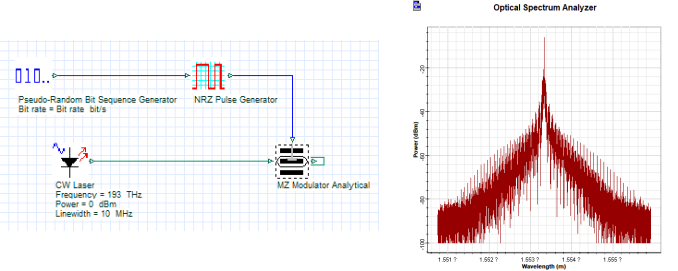 Optical Spectrum Analyzer
010..
Pseudo-Random Bit Sequence Generator
Bit rate = Bit rate bit/s
NRZ Pulse Generator
CW Laser
Frequency = 193 THz
Power = 0 dBm
Linewidth = 10 MHz
MZ Modulator Analytical
Power (dBm)
-20
-40
-60
-80
-100
1.551 ? 1.552 ? 1.553 ? 1.554 ? 1.555 ?
Wavelength (m)